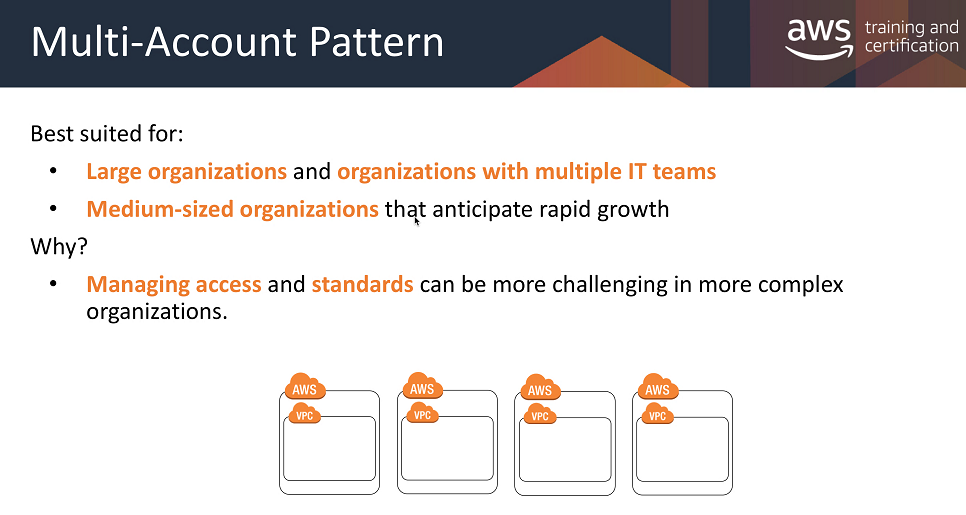 Multi-Account Pattern
aws training and
certification
Best suited for:
• Large organizations and organizations with multiple IT teams
• Medium-sized organizations that anticipate rapid growth
Why?
• Managing access and standards can be more challenging in more complex
organizations.
AWS AWS AWS AWS
VPC VPC VPC VPC